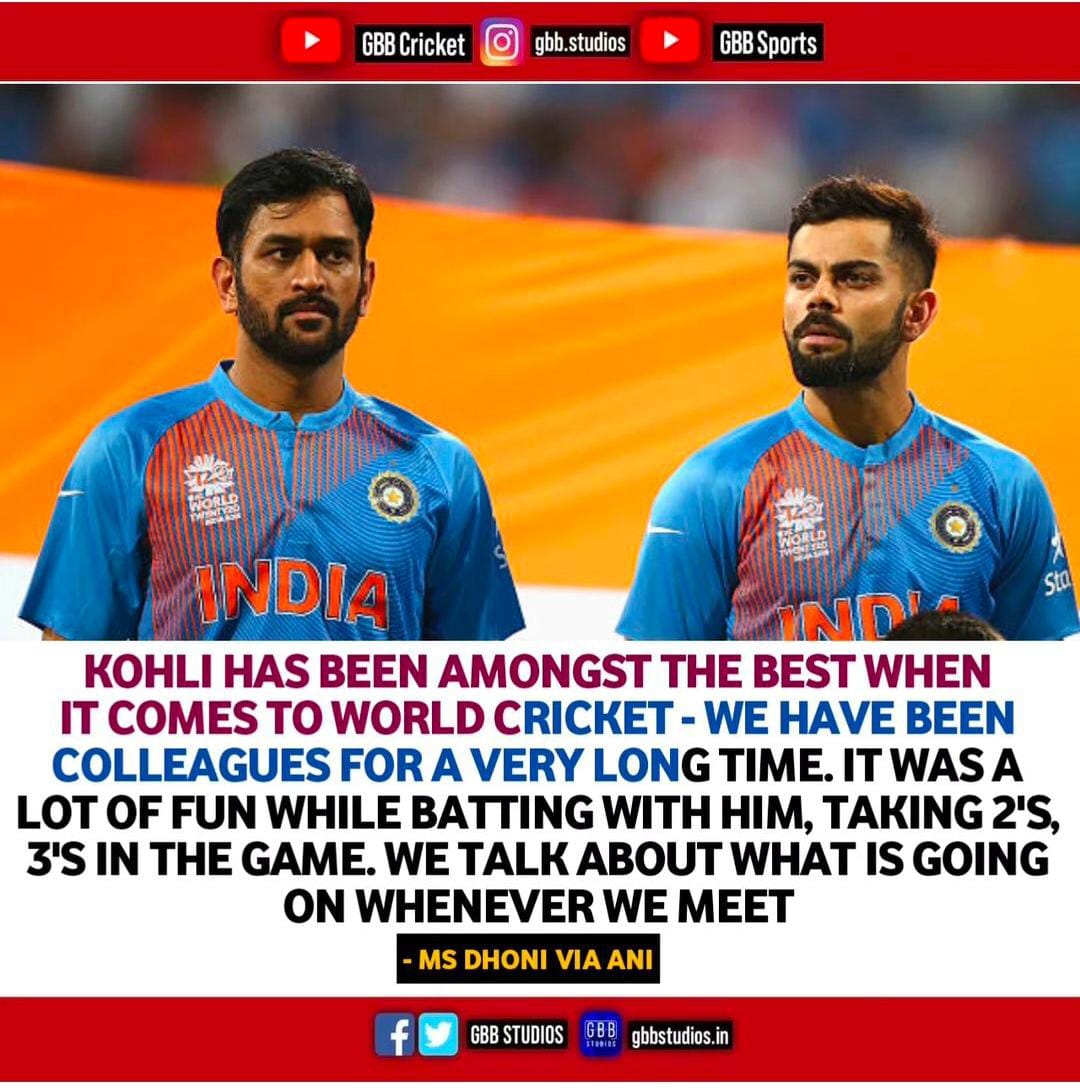 GBB Cricket
gbb.studios
GBB Sports
T20
WORLD
TWENTY20
INDIA
T20
WORLD
TWENTY20
INDIA
Sta
KOHLI HAS BEEN AMONGST THE BEST WHEN
IT COMES TO WORLD CRICKET - WE HAVE BEEN
COLLEAGUES FOR A VERY LONG TIME. IT WAS A
LOT OF FUN WHILE BATTING WITH HIM, TAKING 2'S,
3'S IN THE GAME. WE TALK ABOUT WHAT IS GOING
ON WHENEVER WE MEET
- MS DHONI VIA ANI
GBB STUDIOS
GBB
STUDIOS
gbbstudios.in